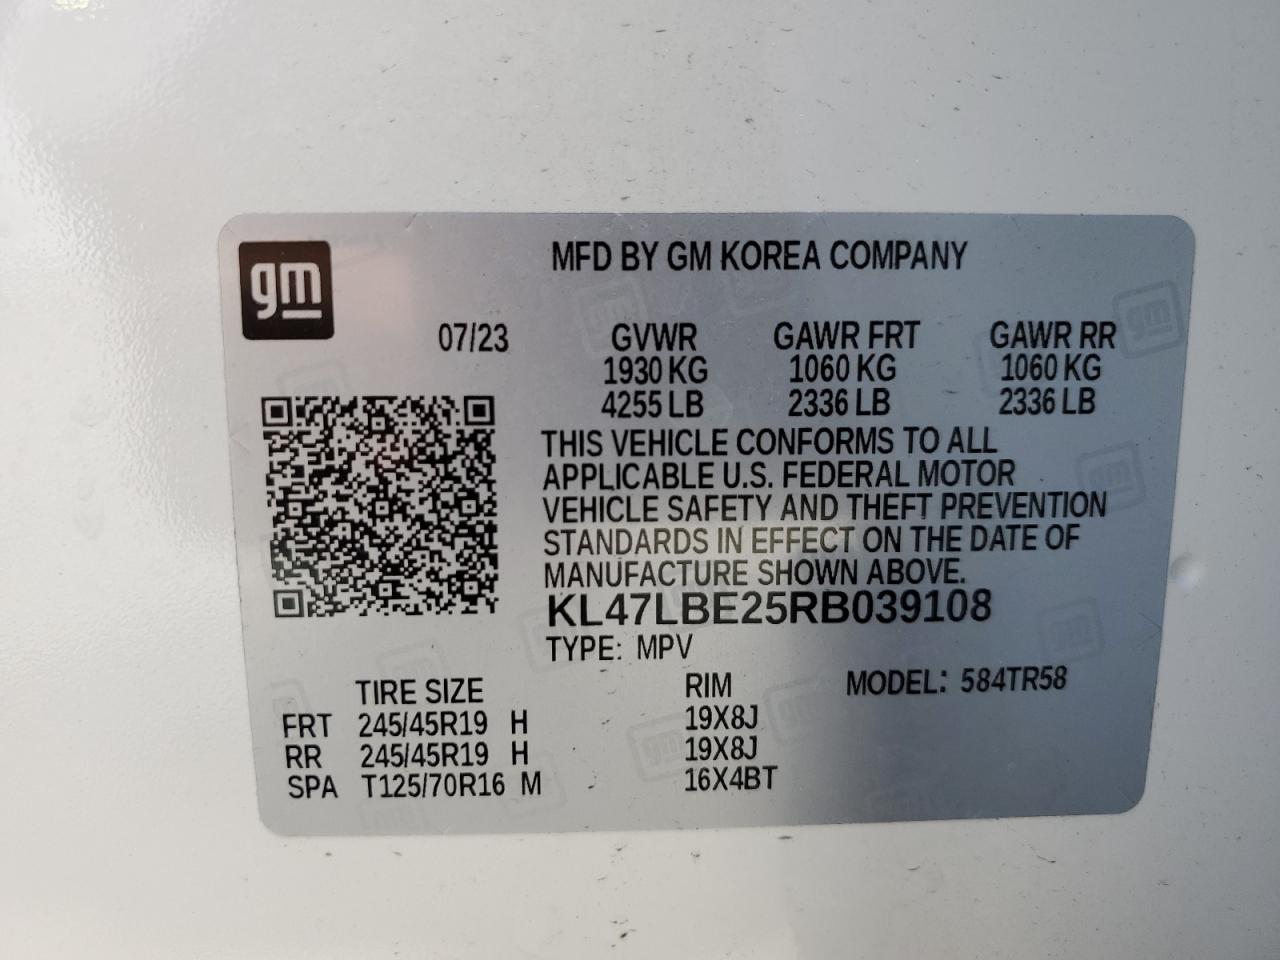 gm
MFD BY GM KOREA COMPANY
07/23 GVWR GAWR FRT GAWR RR
1930 KG 1060 KG 1060 KG
4255 LB 2336 LB 2336 LB
THIS VEHICLE CONFORMS TO ALL
APPLICABLE U.S. FEDERAL MOTOR
VEHICLE SAFETY AND THEFT PREVENTION
STANDARDS IN EFFECT ON THE DATE OF
MANUFACTURE SHOWN ABOVE.
KL47LBE25RB039108
TYPE: MPV
TIRE SIZE RIM MODEL: 584TR58
FRT 245/45R19 H 19X8J
RR 245/45R19 H 19X8J
SPA T125/70R16 M 16X4BT